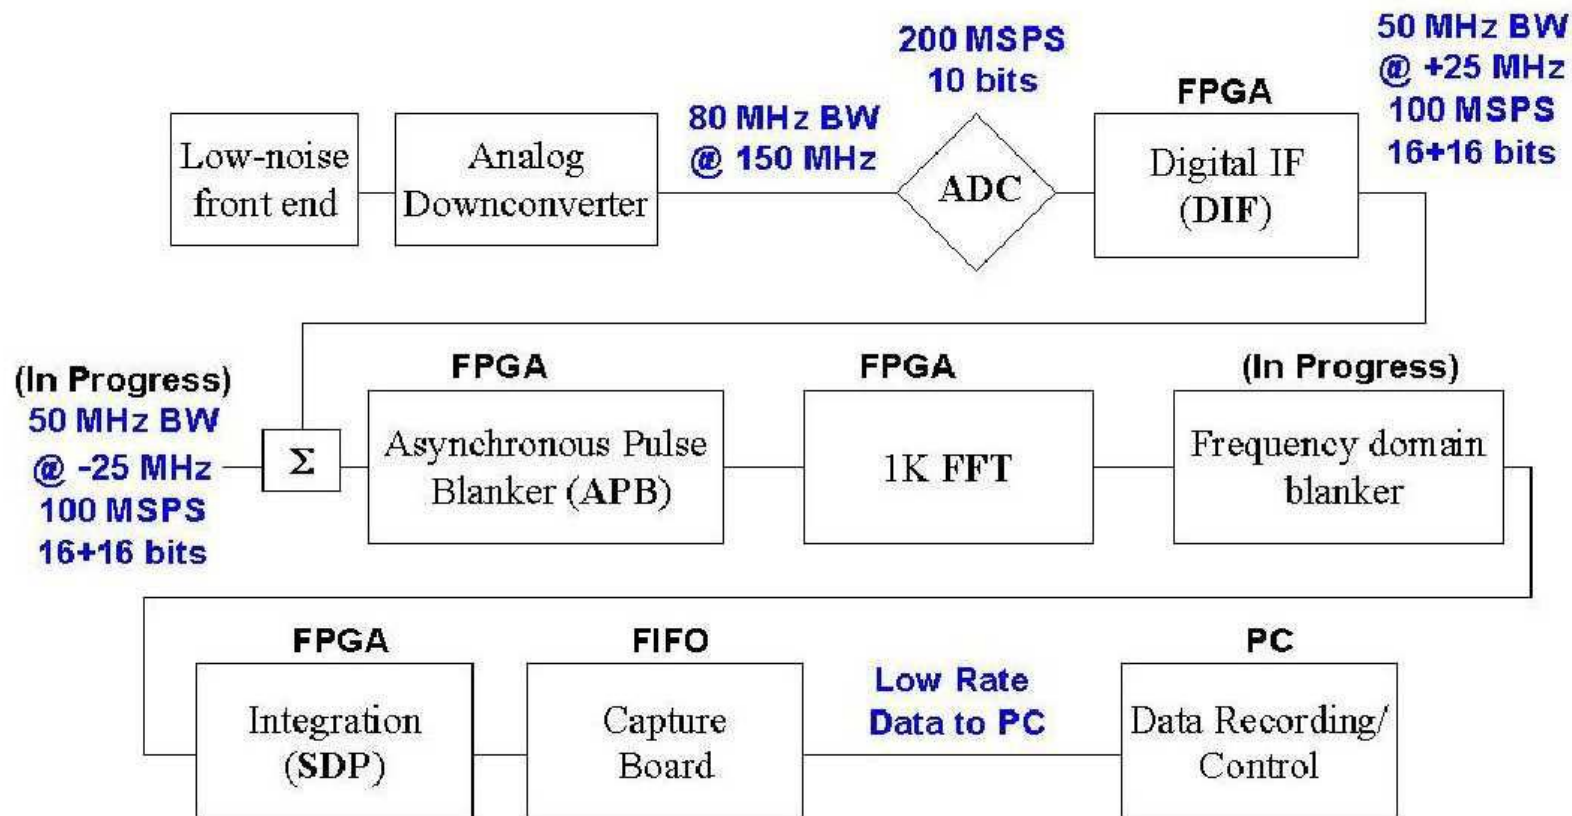 200 MSPS
10 bits
50 MHz BW
@ +25 MHz
100 MSPS
16+16 bits
FPGA
80 MHz BW
@ 150 MHz
Low-noise
front end
Analog
Downconverter
ADC
Digital IF
(DIF)
(In Progress)
50 MHz BW
@ -25 MHz
100 MSPS
16+16 bits
Σ
FPGA
Asynchronous Pulse
Blanker (APB)
FPGA
1K FFT
(In Progress)
Frequency domain
blanker
FPGA
Integration
(SDP)
FIFO
Capture
Board
Low Rate
Data to PC
PC
Data Recording/
Control